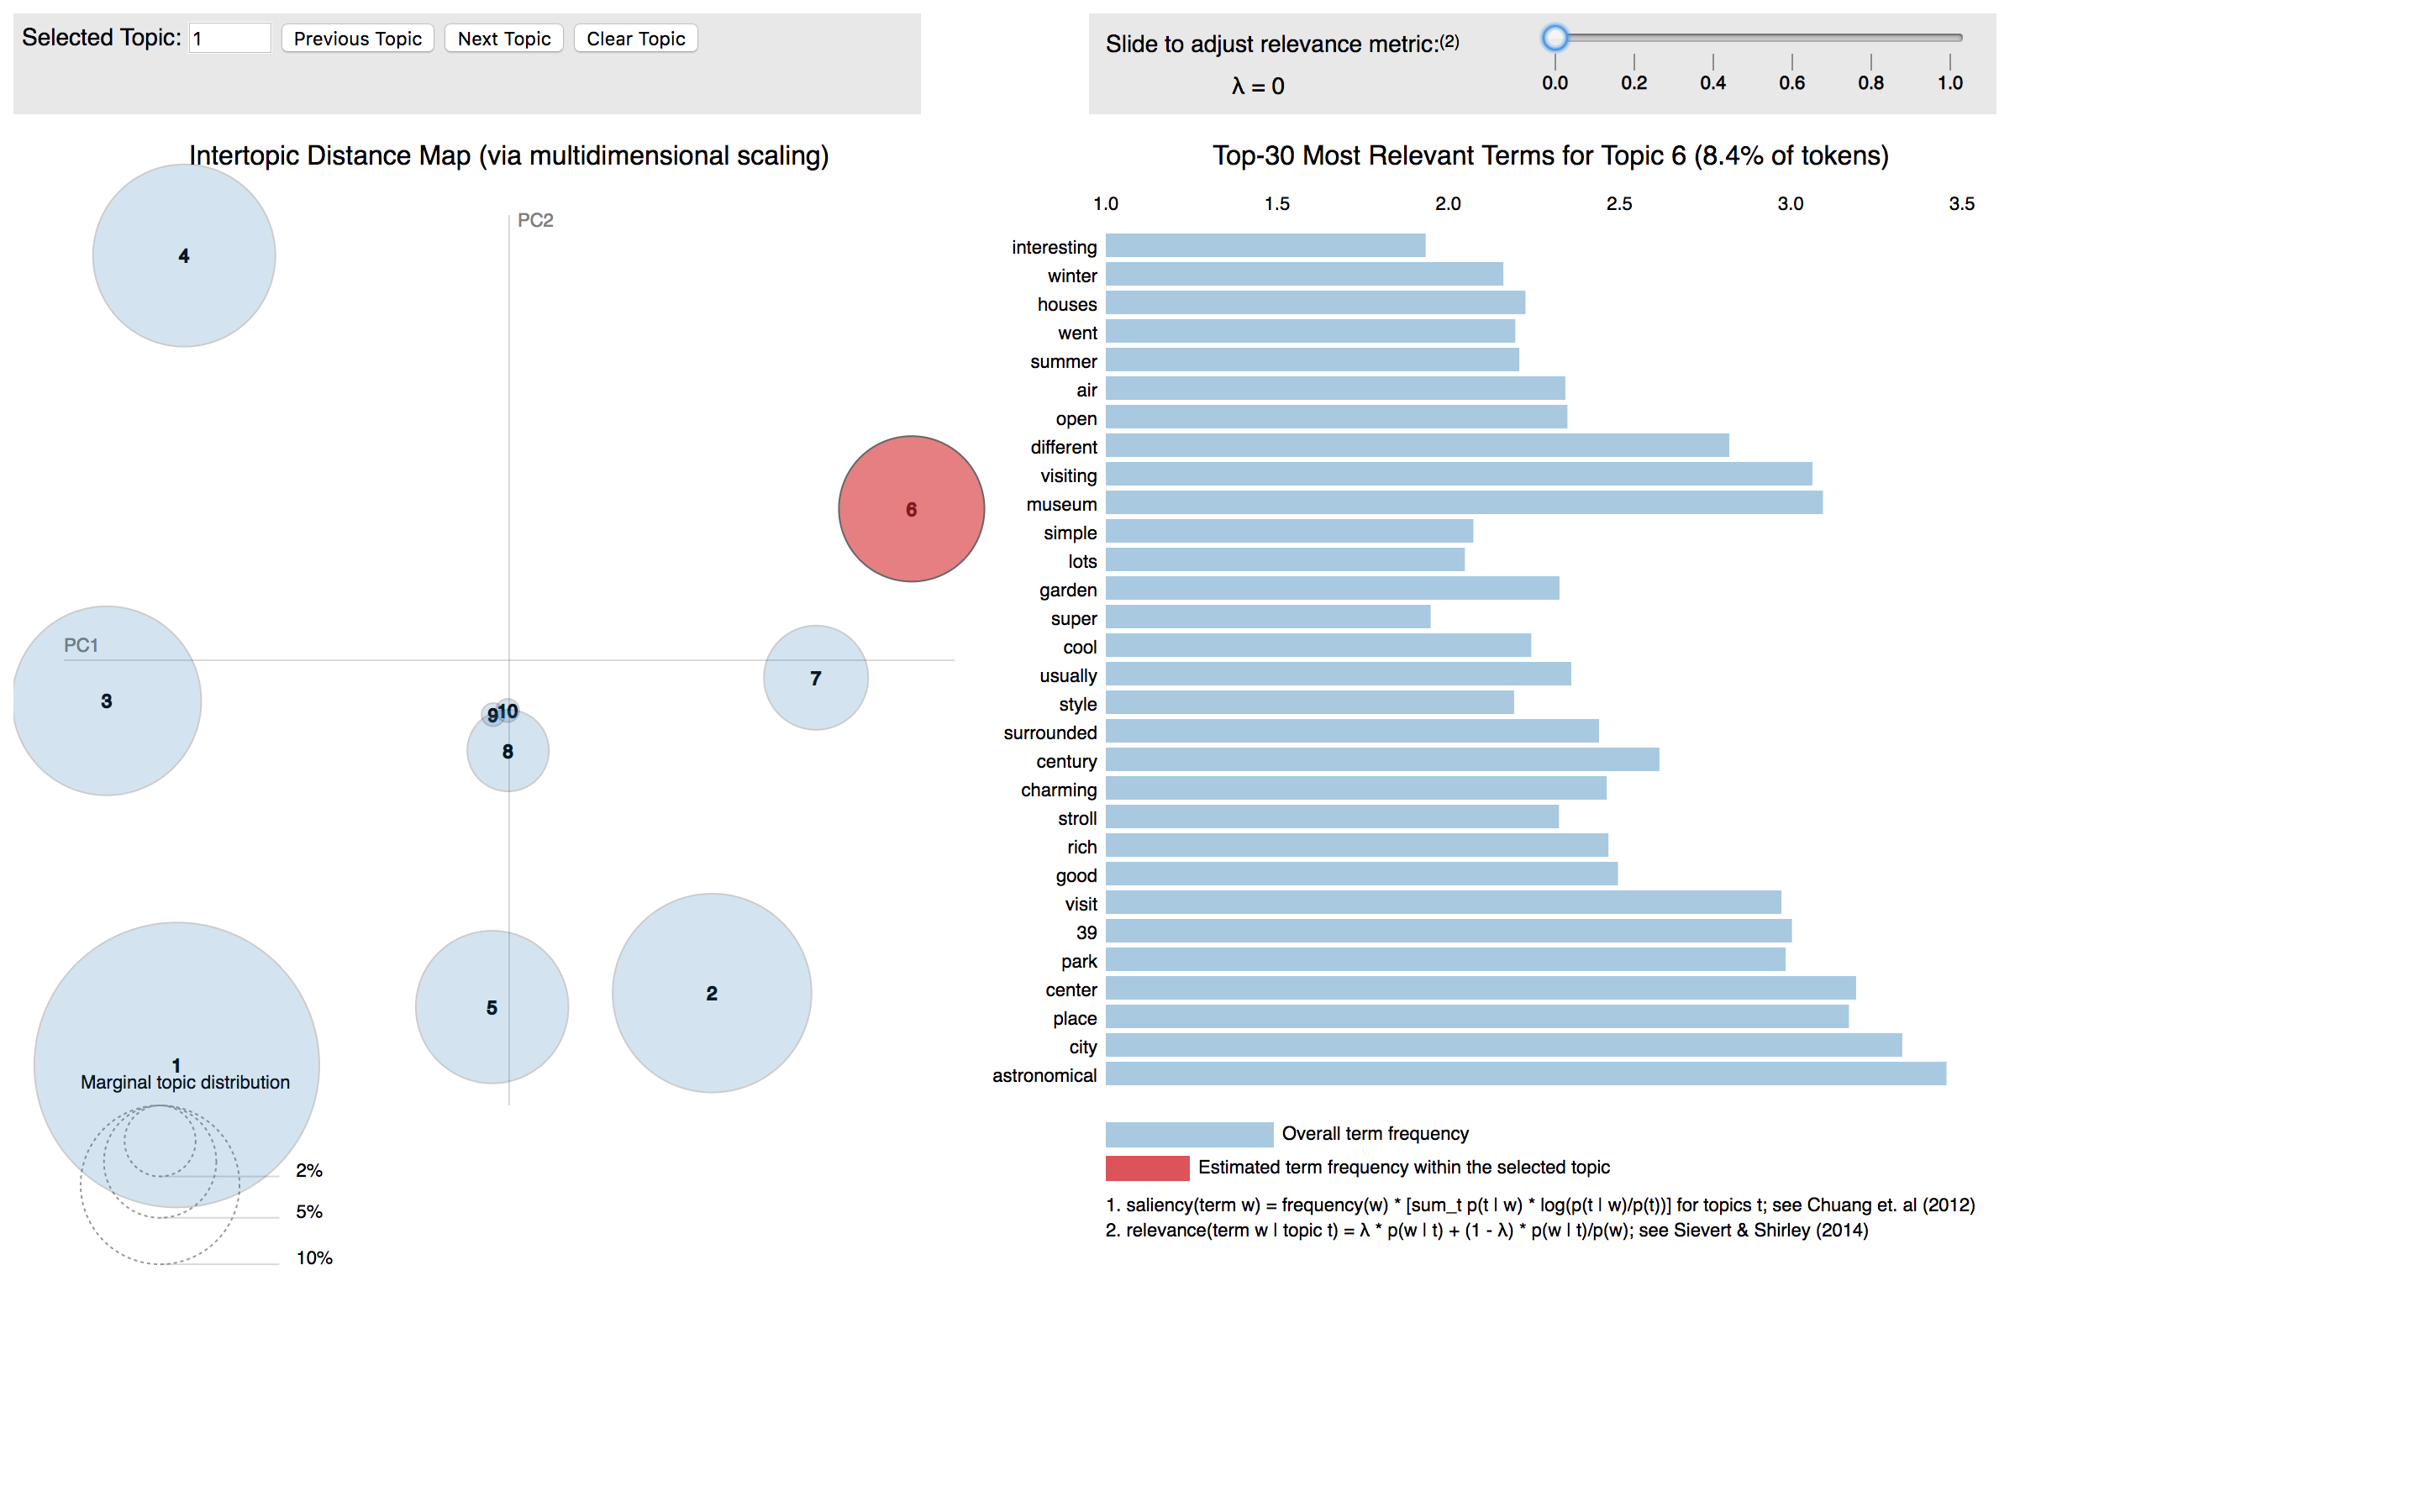 Selected Topic: 1 Previous Topic Next Topic Clear Topic
Slide to adjust relevance metric:(2)
λ = 0
0.0 0.2 0.4 0.6 0.8 1.0
Intertopic Distance Map (via multidimensional scaling)
PC2
4
6
PC1
3
7
9 10
8
5
2
1
Marginal topic distribution
2%
5%
10%
Top-30 Most Relevant Terms for Topic 6 (8.4% of tokens)
1.0 1.5 2.0 2.5 3.0 3.5
interesting
winter
houses
went
summer
air
open
different
visiting
museum
simple
lots
garden
super
cool
usually
style
surrounded
century
charming
stroll
rich
good
visit
39
park
center
place
city
astronomical
Overall term frequency
Estimated term frequency within the selected topic
1. saliency(term w) = frequency(w) * [sum_t p(t | w) * log(p(t | w)/p(t))] for topics t; see Chuang et. al (2012)
2. relevance(term w | topic t) = λ * p(w | t) + (1 - λ) * p(w | t)/p(w); see Sievert & Shirley (2014)